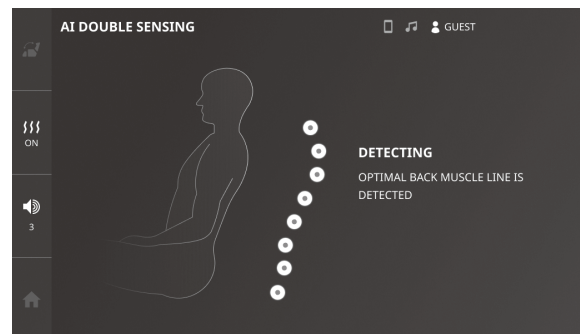 AI DOUBLE SENSING
GUEST
ON
DETECTING
OPTIMAL BACK MUSCLE LINE IS
DETECTED
3